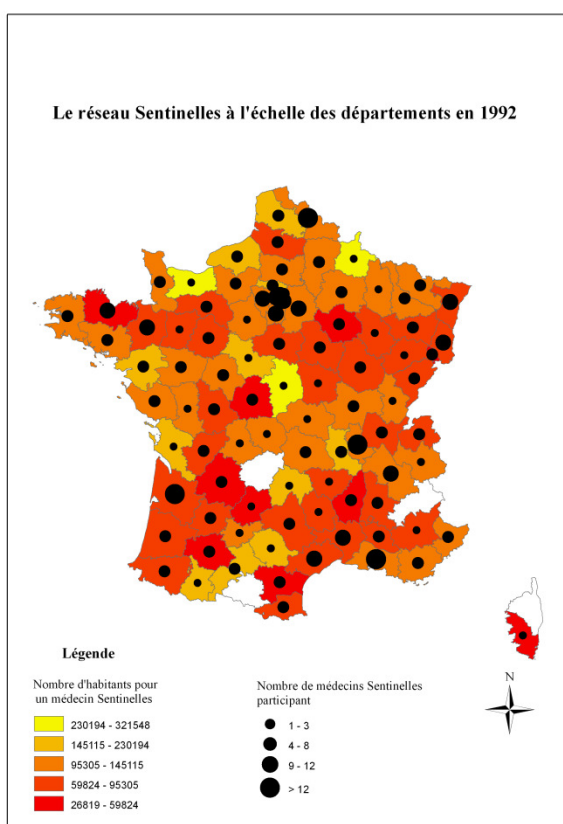 Le réseau Sentinelles à l'échelle des départements en 1992
Légende
Nombre d'habitants pour
un médecin Sentinelles
230194 - 321548
145115 - 230194
95305 - 145115
59824 - 95305
26819 - 59824
Nombre de médecins Sentinelles
participant
1 - 3
4 - 8
9 - 12
> 12
N